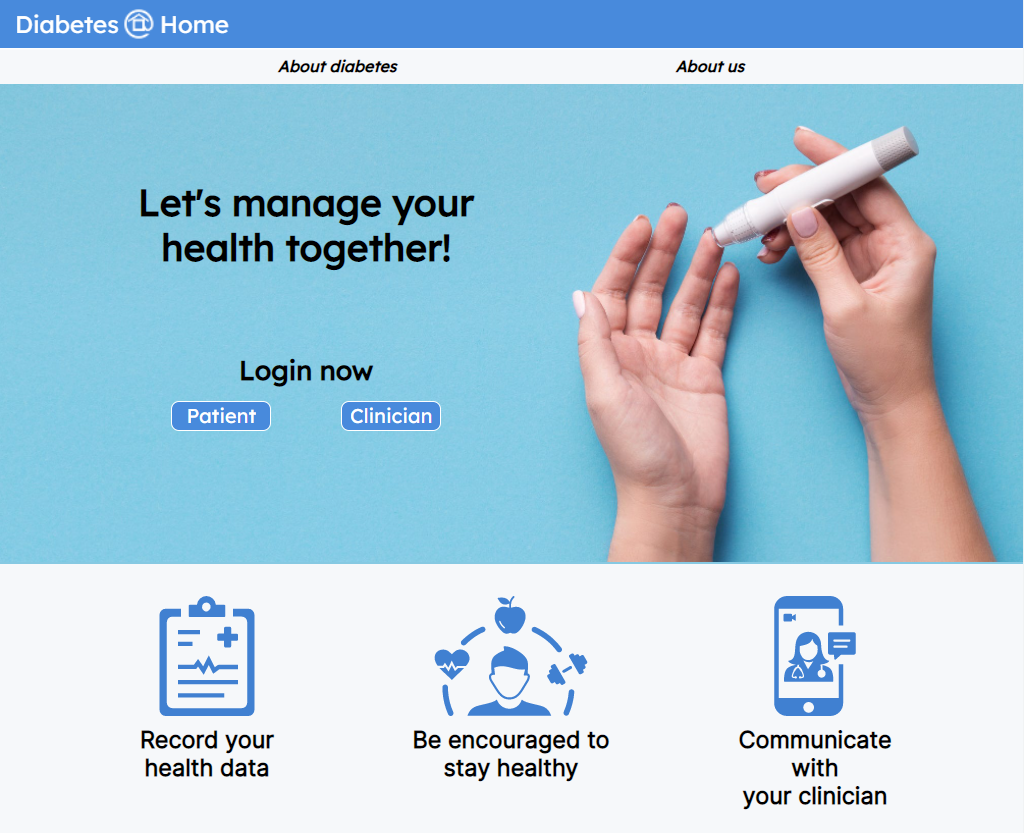 Diabetes @ Home
About diabetes
About us
Let's manage your
health together!
Login now
Patient
Clinician
Record your
health data
Be encouraged to
stay healthy
Communicate
with
your clinician